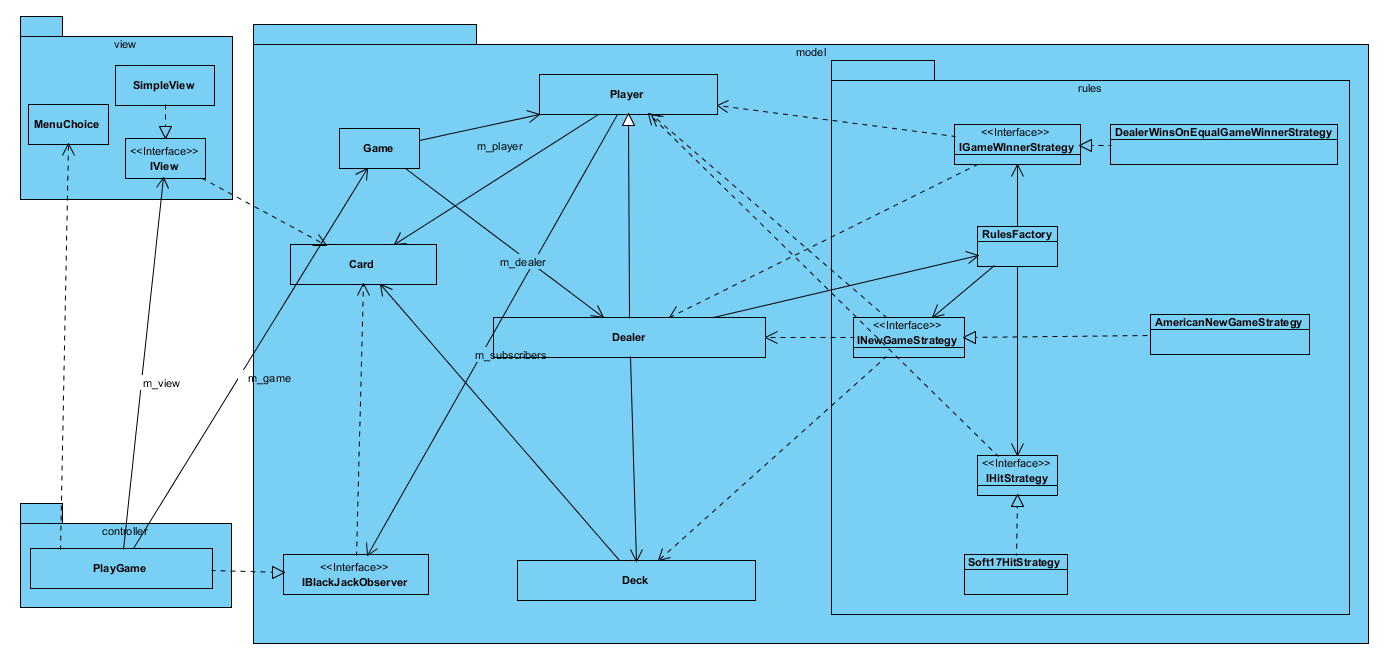 view
SimpleView
MenuChoice
<<Interface>>
IView
model
Player
Game
m_player
Card
m_dealer
Dealer
m_subscribers
m_view
m_game
rules
<<Interface>>
IGameWInnerStrategy
DealerWinsOnEqualGameWinnerStrategy
RulesFactory
<<Interface>>
INewGameStrategy
AmericanNewGameStrategy
<<Interface>>
IHitStrategy
Soft17HitStrategy
controller
PlayGame
<<Interface>>
IBlackJackObserver
Deck